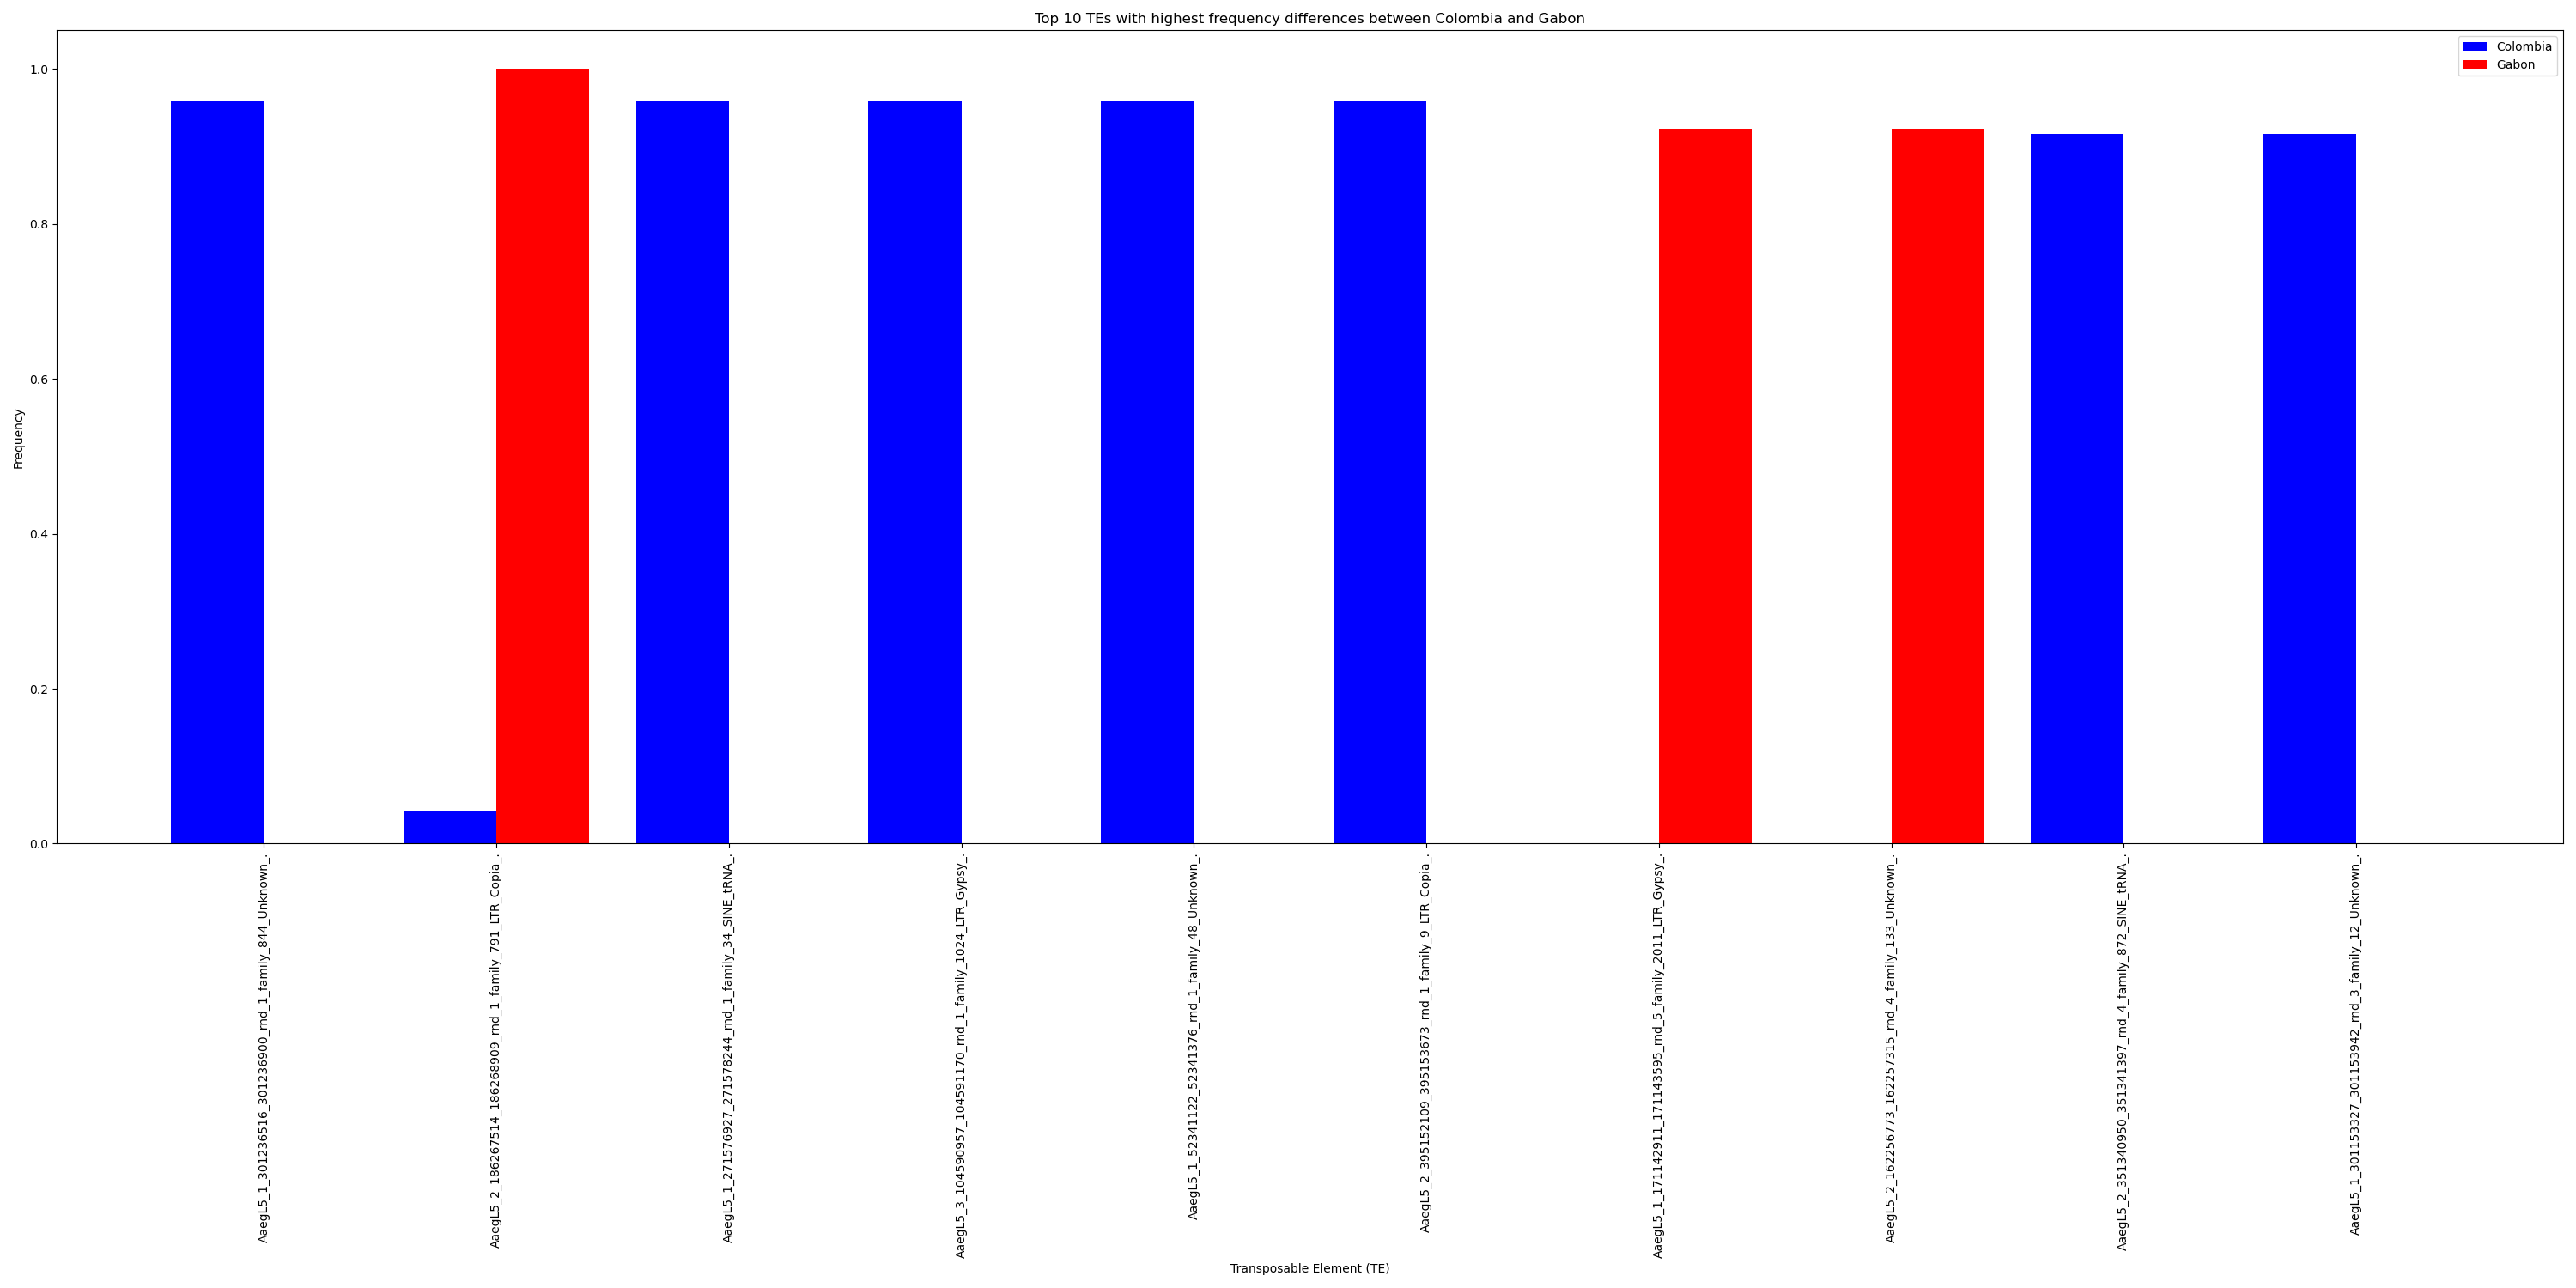 Top 10 TEs with highest frequency differences between Colombia and Gabon
Colombia
Gabon
1.0
0.8
0.6
0.4
0.2
0.0
Frequency
AaegL5_1_301236516_301236900_rnd_1_family_844_Unknown_.
AaegL5_2_186267514_186268909_rnd_1_family_791_LTR_Copia_.
AaegL5_1_271576927_271578244_rnd_1_family_34_SINE_tRNA_.
AaegL5_3_104590957_104591170_rnd_1_family_1024_LTR_Gypsy_.
AaegL5_1_52341122_52341376_rnd_1_family_48_Unknown_.
AaegL5_2_395152109_395153673_rnd_1_family_9_LTR_Copia_.
AaegL5_1_171142911_171143595_rnd_5_family_2011_LTR_Gypsy_.
AaegL5_2_162256773_162257315_rnd_4_family_133_Unknown_.
AaegL5_2_351340950_351341397_rnd_4_family_872_SINE_tRNA_.
AaegL5_1_301153327_301153942_rnd_3_family_12_Unknown_.
Transposable Element (TE)